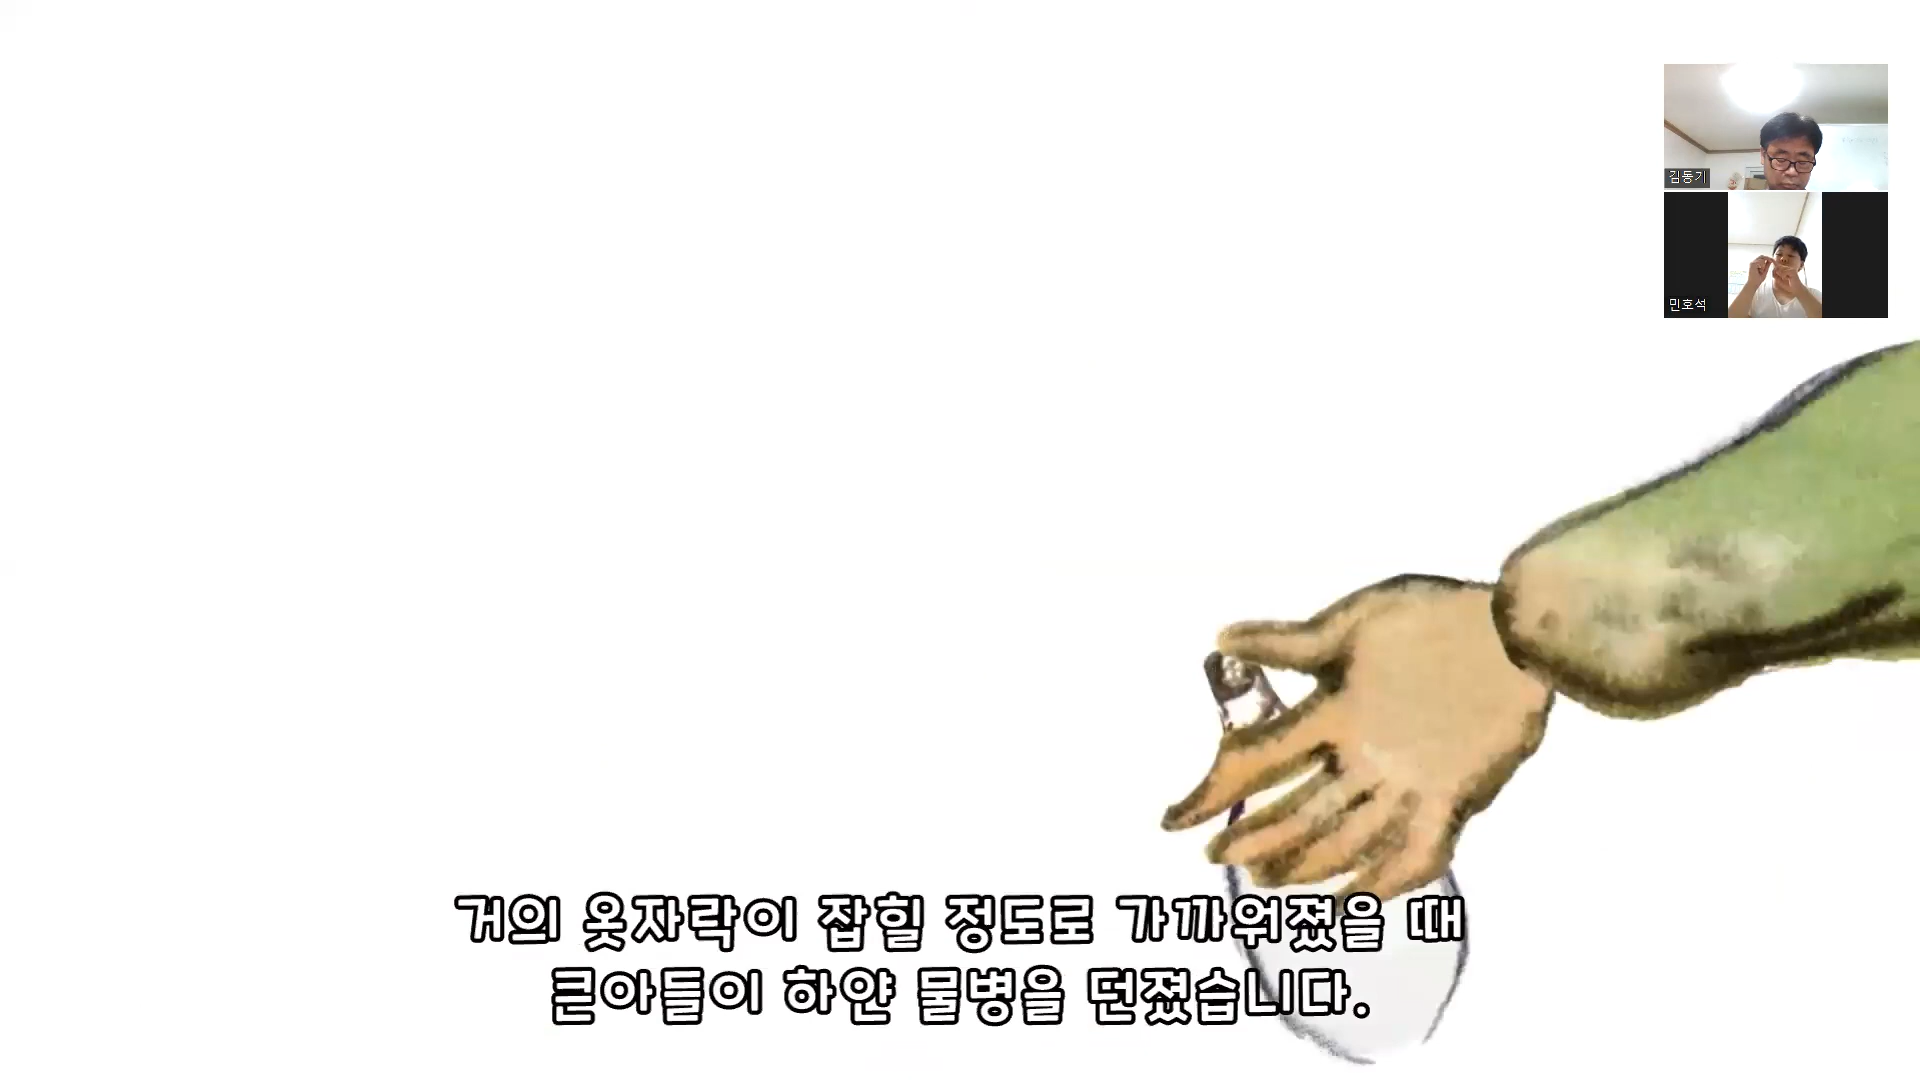 김동기
민호석
거의 옷자락이 잡힐 정도로 가까워졌을 때
큰아들이 하얀 물병을 던졌습니다.